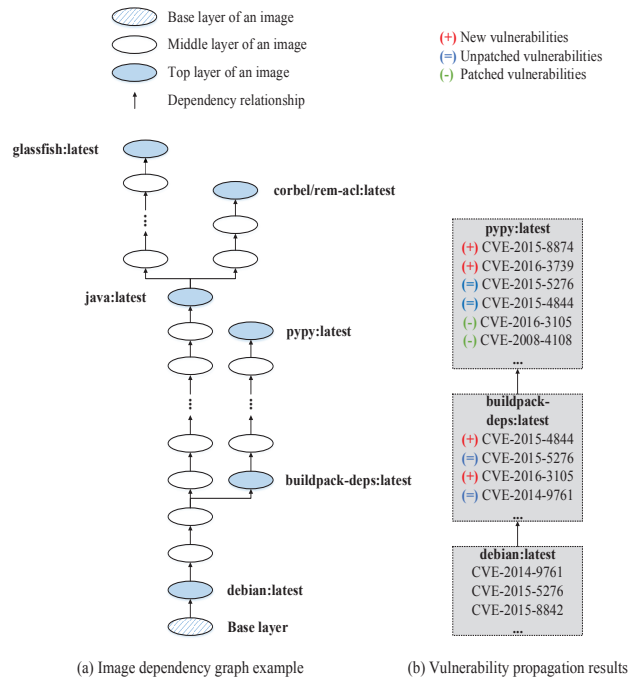 Base layer of an image
Middle layer of an image
Top layer of an image
Dependency relationship
(+) New vulnerabilities
(=) Unpatched vulnerabilities
(-) Patched vulnerabilities
glassfish:latest
corbel/rem-acl:latest
...
java:latest
pypy:latest
...
...
buildpack-deps:latest
debian:latest
Base layer
(a) Image dependency graph example
pypy:latest
(+) CVE-2015-8874
(+) CVE-2016-3739
(=) CVE-2015-5276
(=) CVE-2015-4844
(-) CVE-2016-3105
(-) CVE-2008-4108
...
buildpack-
deps:latest
(+) CVE-2015-4844
(=) CVE-2015-5276
(+) CVE-2016-3105
(=) CVE-2014-9761
...
debian:latest
CVE-2014-9761
CVE-2015-5276
CVE-2015-8842
...
(b) Vulnerability propagation results